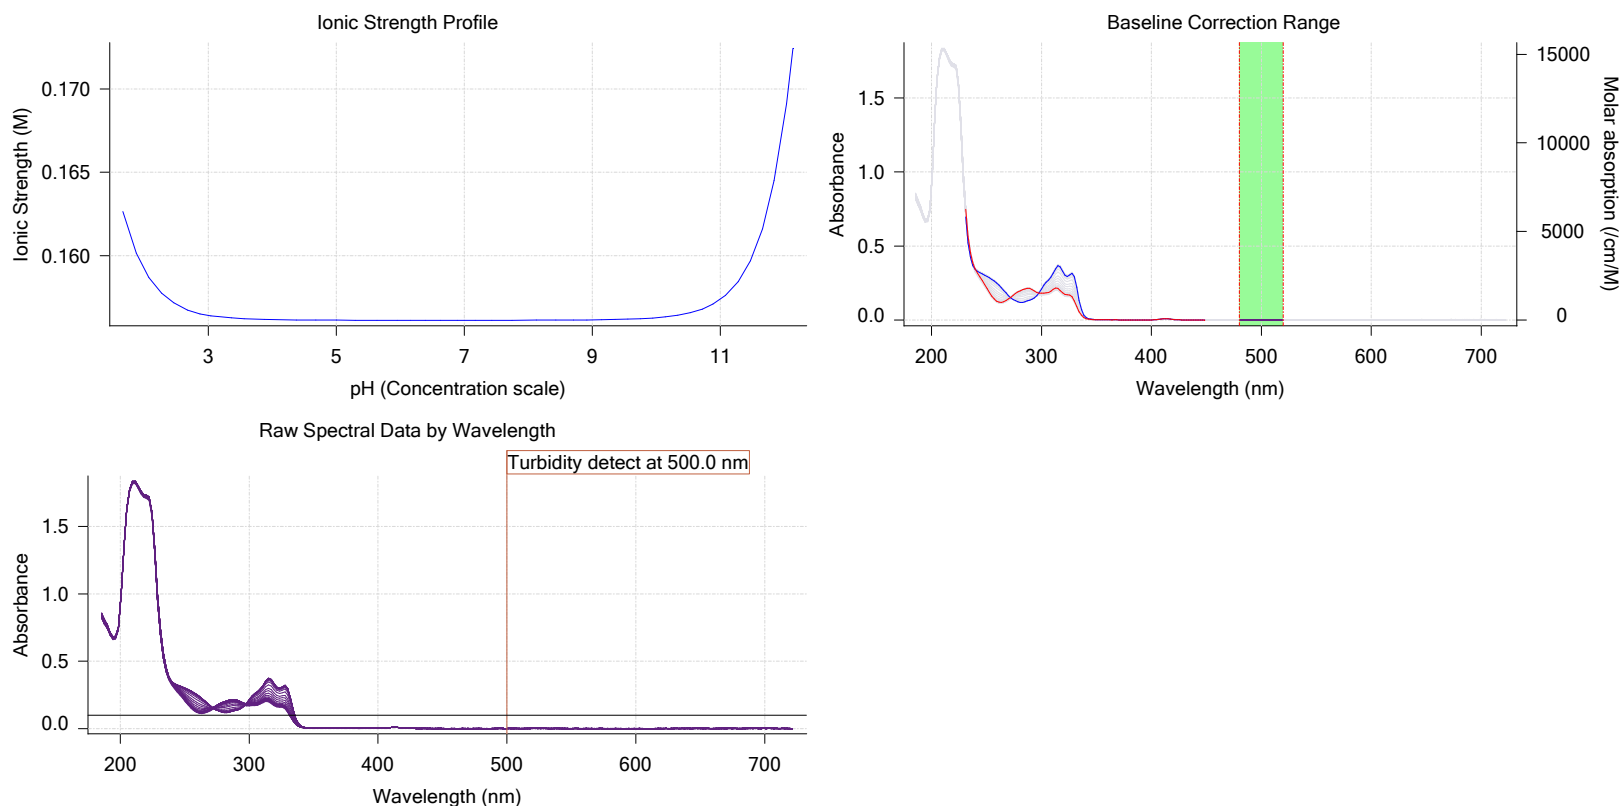 Ionic Strength Profile
Ionic Strength (M)
0.170
0.165
0.160
3 5 7 9 11
pH (Concentration scale)
Baseline Correction Range
Absorbance
1.5
1.0
0.5
0.0
15000
10000
5000
0
Molar absorption (/cm/M)
200 300 400 500 600 700
Wavelength (nm)
Raw Spectral Data by Wavelength
Turbidity detect at 500.0 nm
Absorbance
1.5
1.0
0.5
0.0
200 300 400 500 600 700
Wavelength (nm)